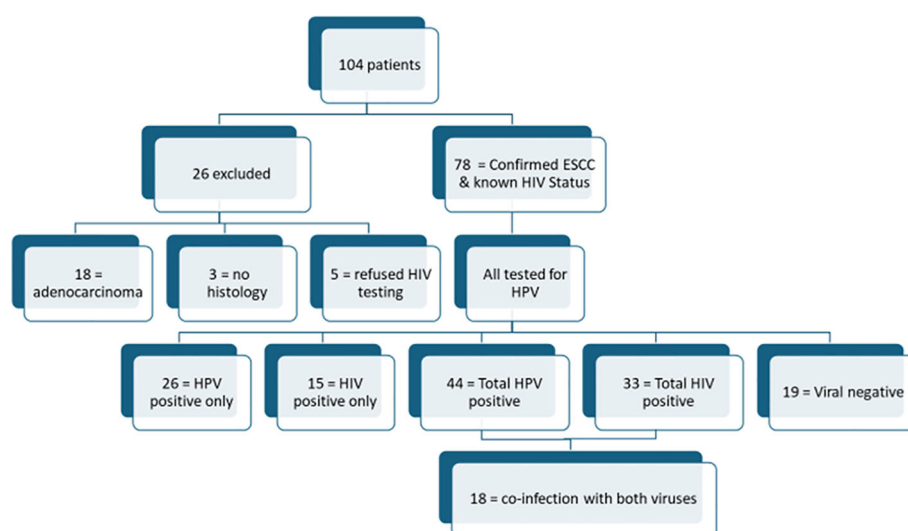 104 patients
26 excluded
78 = Confirmed ESCC
& known HIV Status
18 =
adenocarcinoma
3 = no
histology
5 = refused HIV
testing
All tested for
HPV
26 = HPV
positive only
15 = HIV
positive only
44 = Total HPV
positive
33 = Total HIV
positive
19 = Viral negative
18 = co-infection with both viruses